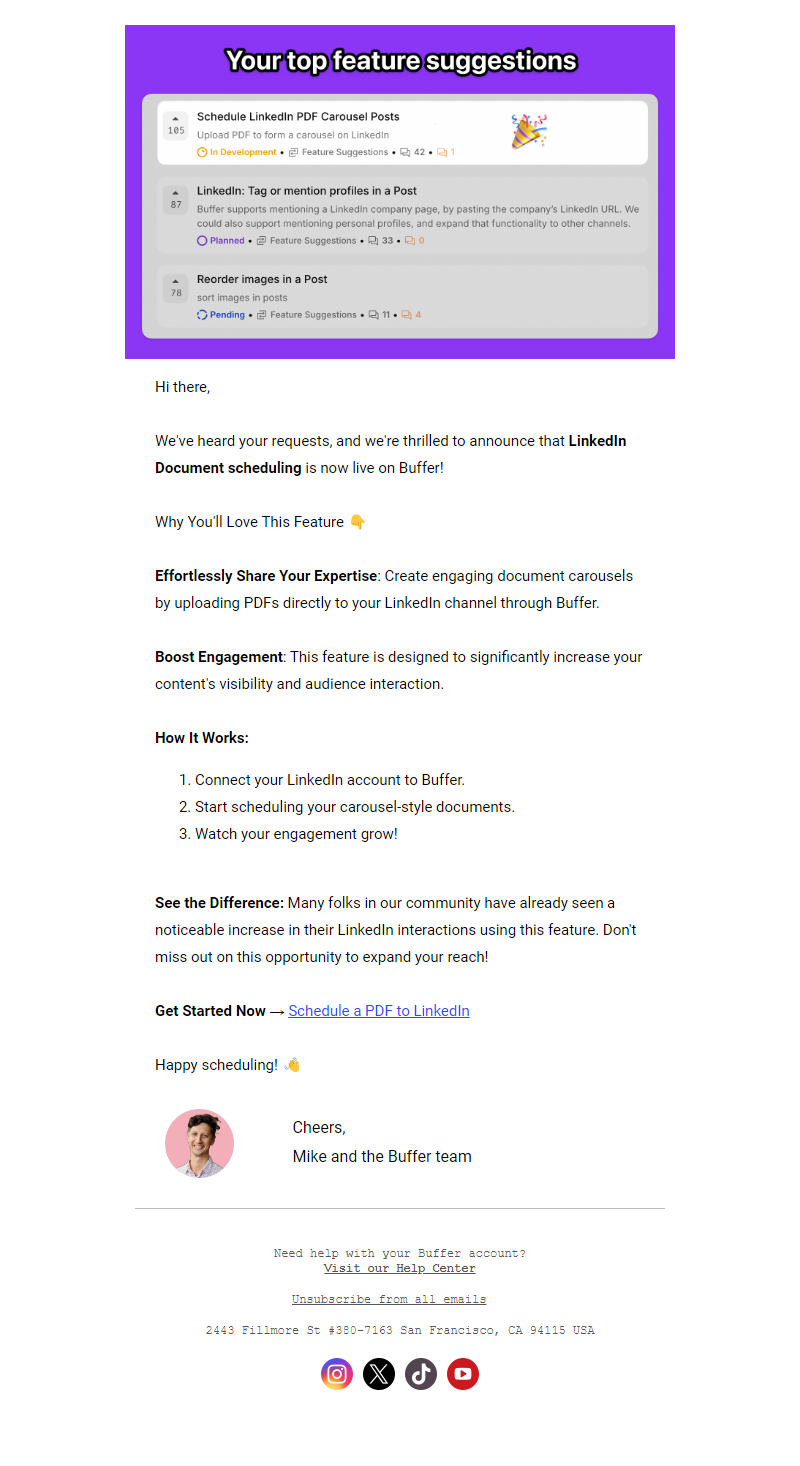 Your top feature suggestions
105
Schedule LinkedIn PDF Carousel Posts
Upload PDF to form a carousel on LinkedIn
In Development • Feature Suggestions • 42 • 1
87
LinkedIn: Tag or mention profiles in a Post
Buffer supports mentioning a LinkedIn company page, by pasting the company's LinkedIn URL. We
could also support mentioning personal profiles, and expand that functionality to other channels.
Planned • Feature Suggestions • 33 • 0
78
Reorder images in a Post
sort images in posts
Pending • Feature Suggestions • 11 • 4
Hi there,
We've heard your requests, and we're thrilled to announce that LinkedIn
Document scheduling is now live on Buffer!
Why You'll Love This Feature 👇
Effortlessly Share Your Expertise: Create engaging document carousels
by uploading PDFs directly to your LinkedIn channel through Buffer.
Boost Engagement: This feature is designed to significantly increase your
content's visibility and audience interaction.
How It Works:
1. Connect your LinkedIn account to Buffer.
2. Start scheduling your carousel-style documents.
3. Watch your engagement grow!
See the Difference: Many folks in our community have already seen a
noticeable increase in their LinkedIn interactions using this feature. Don't
miss out on this opportunity to expand your reach!
Get Started Now → Schedule a PDF to LinkedIn
Happy scheduling! 👋
Cheers,
Mike and the Buffer team
Need help with your Buffer account?
Visit our Help Center
Unsubscribe from all emails
2443 Fillmore St #380-7163 San Francisco, CA 94115 USA